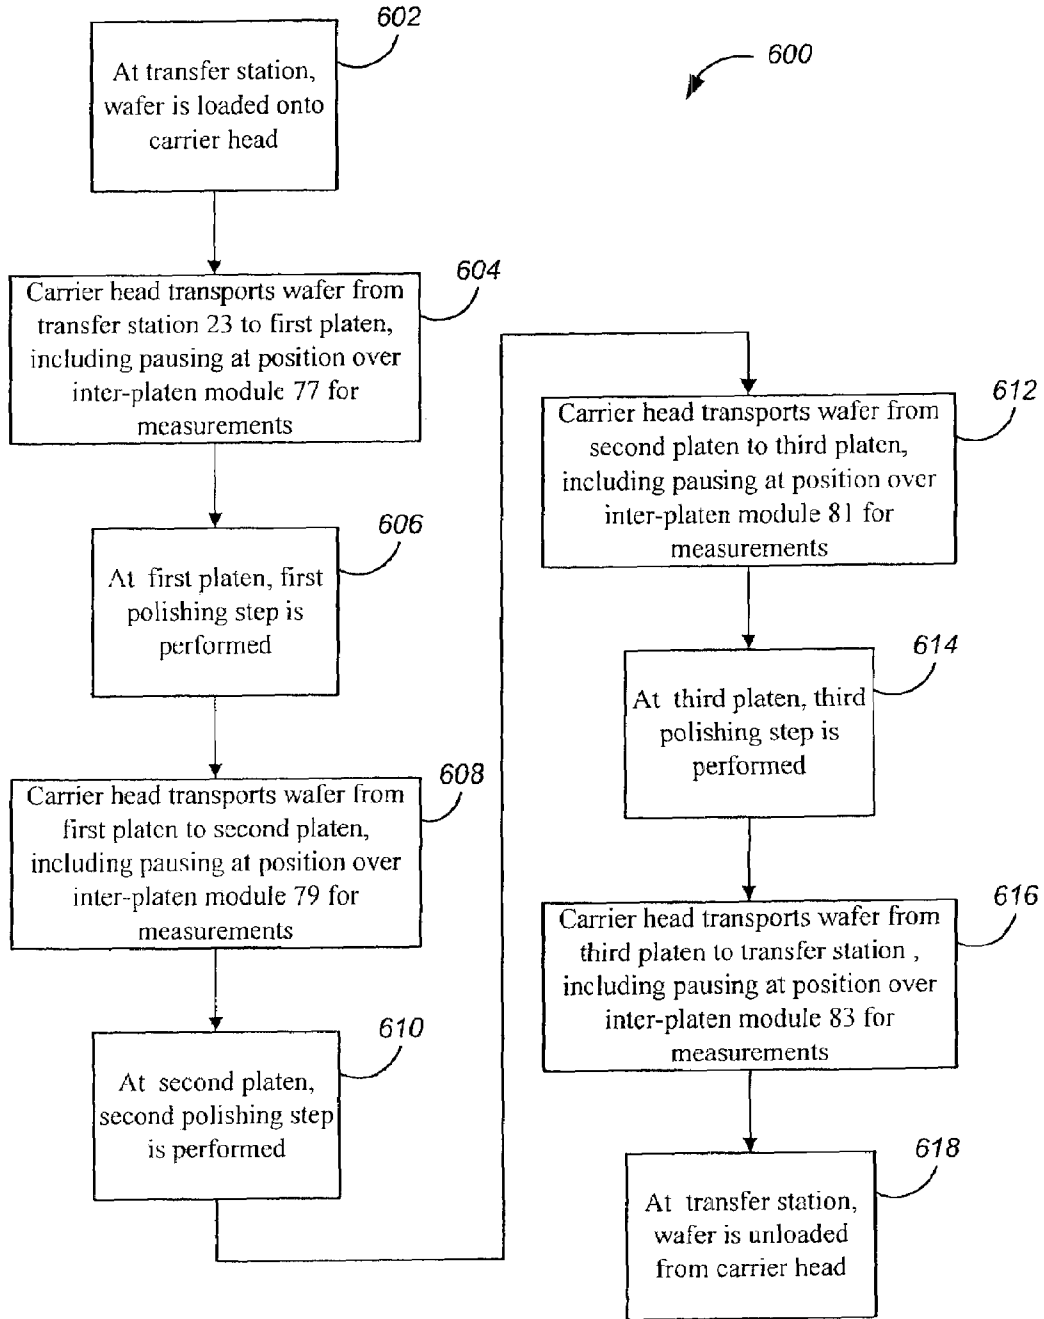 602
At transfer station,
wafer is loaded onto
carrier head
600
604
Carrier head transports wafer from
transfer station 23 to first platen,
including pausing at position over
inter-platen module 77 for
measurements
606
At first platen, first
polishing step is
performed
608
Carrier head transports wafer from
first platen to second platen,
including pausing at position over
inter-platen module 79 for
measurements
610
At second platen,
second polishing step
is performed
612
Carrier head transports wafer from
second platen to third platen,
including pausing at position over
inter-platen module 81 for
measurements
614
At third platen, third
polishing step is
performed
616
Carrier head transports wafer from
third platen to transfer station ,
including pausing at position over
inter-platen module 83 for
measurements
618
At transfer station,
wafer is unloaded
from carrier head